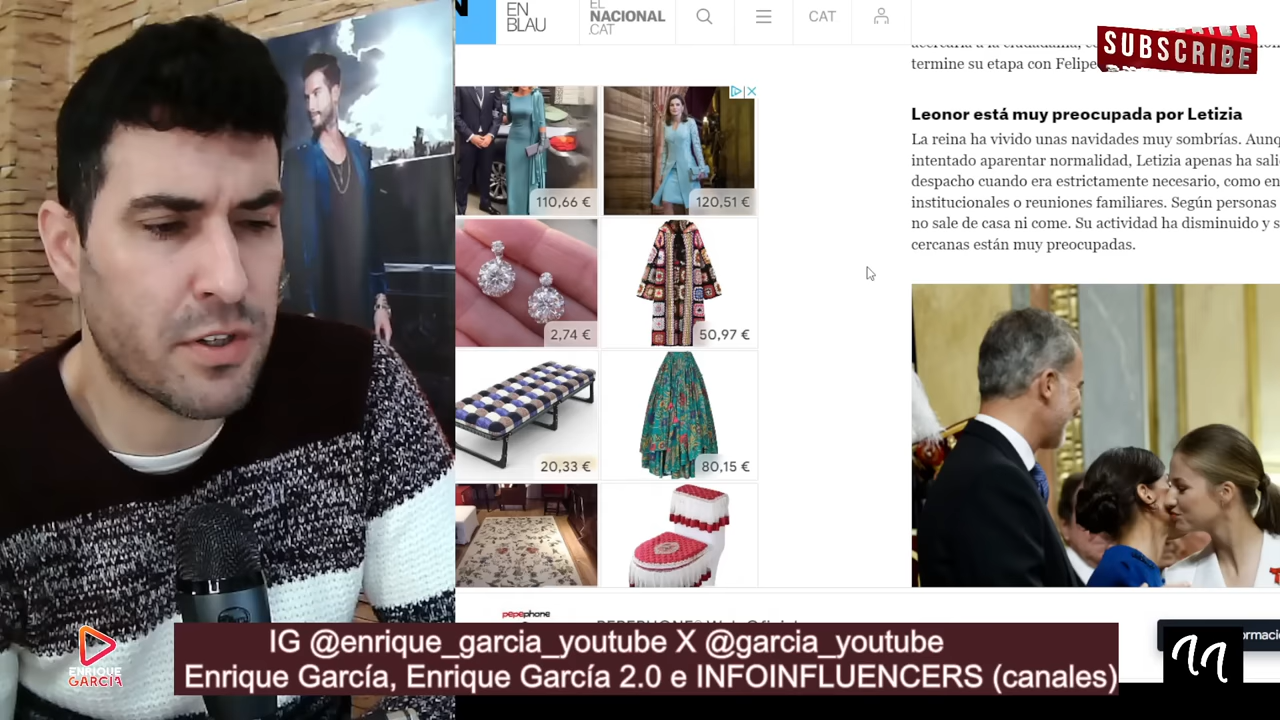 EN
BLAU
EL
NACIONAL
.CAT
CAT
SUBSCRIBE
termine su etapa con Felipe
Leonor está muy preocupada por Letizia
La reina ha vivido unas navidades muy sombrías. Aunq
intentado aparentar normalidad, Letizia apenas ha sali
despacho cuando era estrictamente necesario, como en
institucionales o reuniones familiares. Según personas
no sale de casa ni come. Su actividad ha disminuido y s
cercanas están muy preocupadas.
110,66 €
120,51 €
2,74 €
50,97 €
20,33 €
80,15 €
pepephone
IG @enrique_garcia_youtube X @garcia_youtube
Enrique García, Enrique García 2.0 e INFOINFLUENCERS (canales)
ENRIQUE
GARCÍA